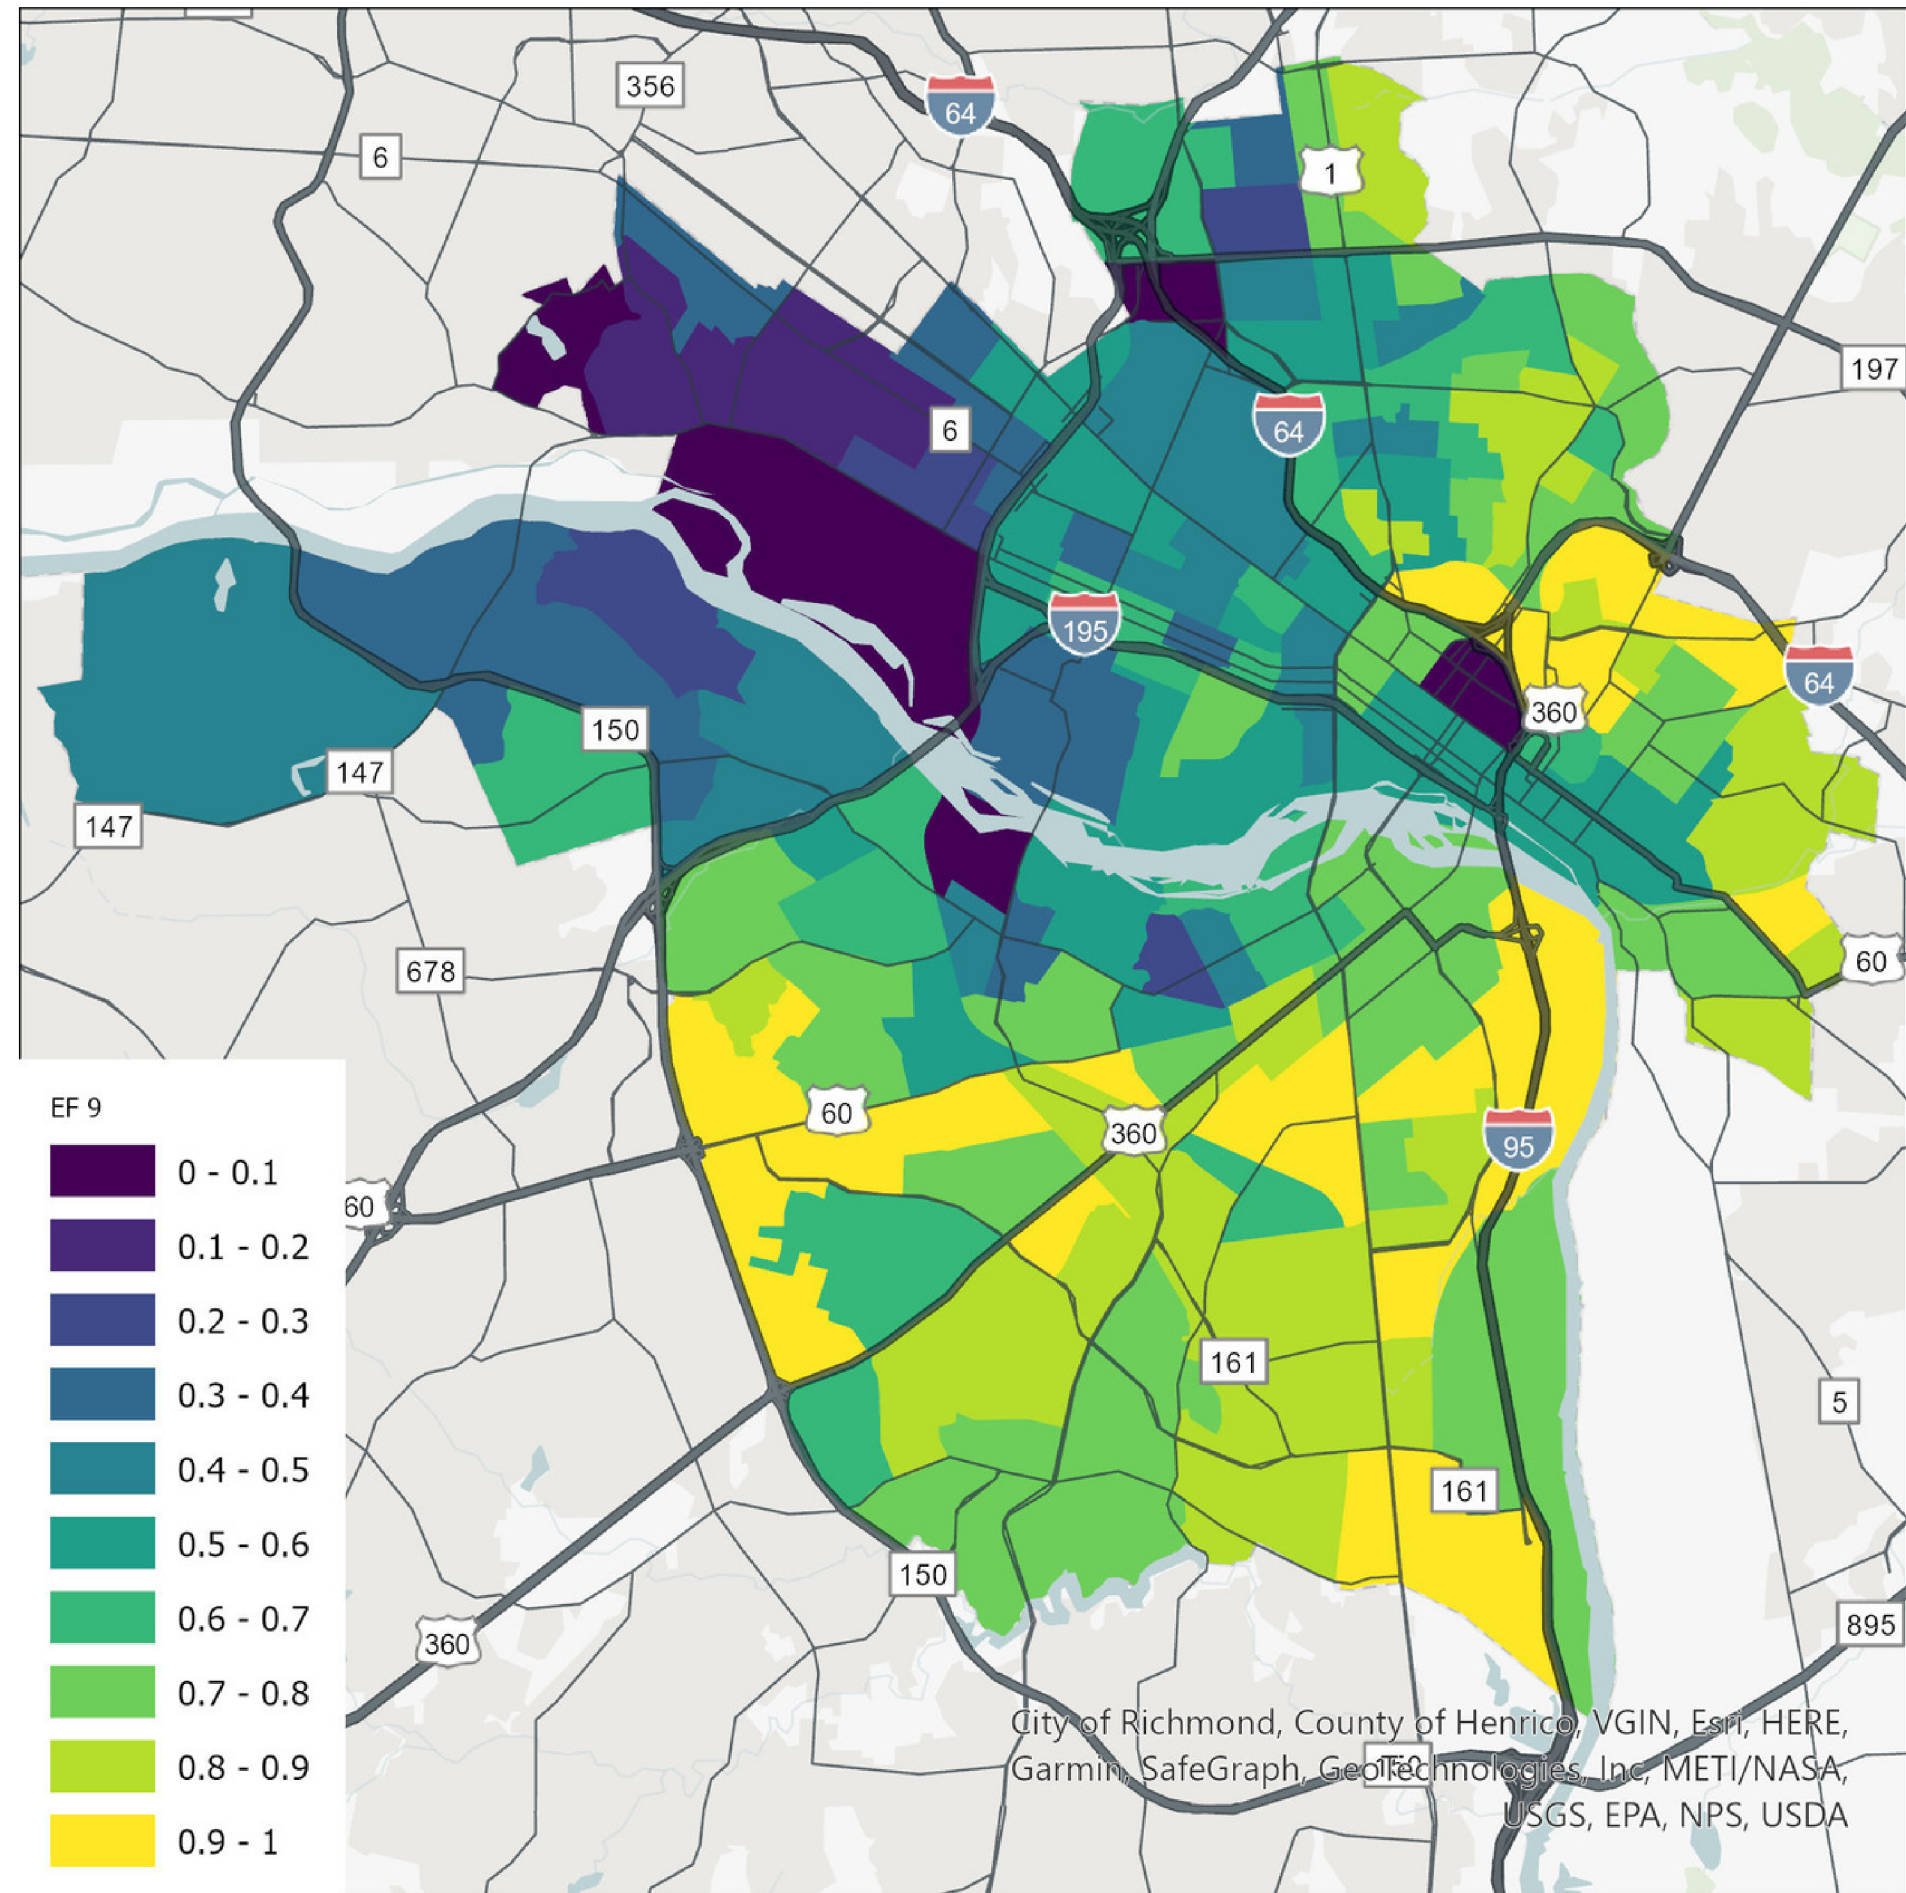 356
64
6
1
197
6
64
195
64
360
150
147
147
678
60
60
360
95
60
161
5
161
150
895
360
150
EF 9
0 - 0.1
0.1 - 0.2
0.2 - 0.3
0.3 - 0.4
0.4 - 0.5
0.5 - 0.6
0.6 - 0.7
0.7 - 0.8
0.8 - 0.9
0.9 - 1
City of Richmond, County of Henrico, VGIN, Esri, HERE,
Garmin, SafeGraph, GeoTechnologies, Inc, METI/NASA,
USGS, EPA, NPS, USDA